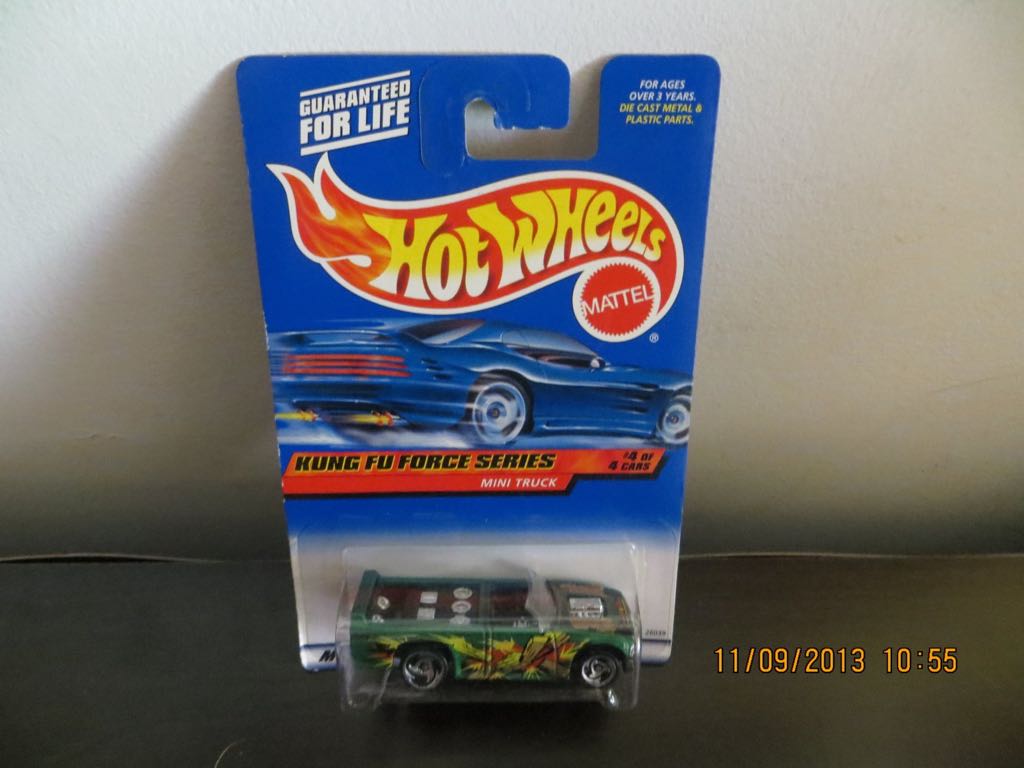 GUARANTEED
FOR LIFE
FOR AGES
OVER 3 YEARS.
DIE CAST METAL &
PLASTIC PARTS.
HOT WHEELS
MATTEL
®
KUNG FU FORCE SERIES
#4 OF
4 CARS
MINI TRUCK
11/09/2013 10:55